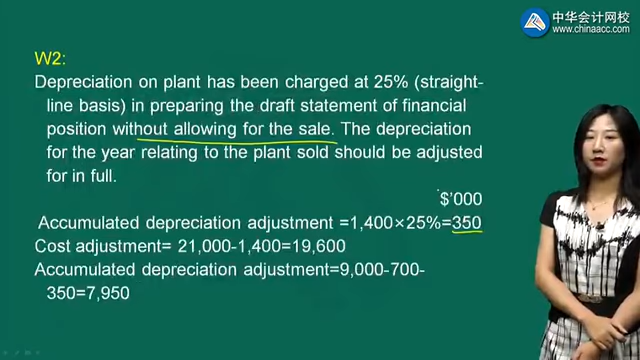 中华会计网校
www.chinaacc.com
W2:
Depreciation on plant has been charged at 25% (straight-
line basis) in preparing the draft statement of financial
position without allowing for the sale. The depreciation
for the year relating to the plant sold should be adjusted
for in full.
$'000
Accumulated depreciation adjustment =1,400×25%=350
Cost adjustment= 21,000-1,400=19,600
Accumulated depreciation adjustment=9,000-700-
350=7,950